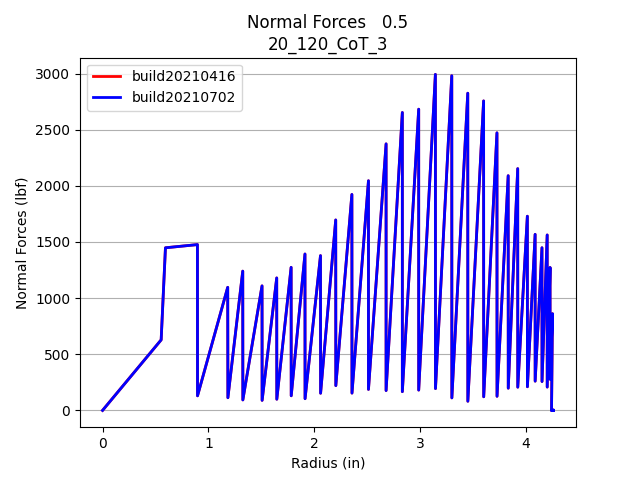 Normal Forces   0.5
20_120_CoT_3
build20210416
build20210702
Normal Forces (lbf)
3000
2500
2000
1500
1000
500
0
0 1 2 3 4
Radius (in)